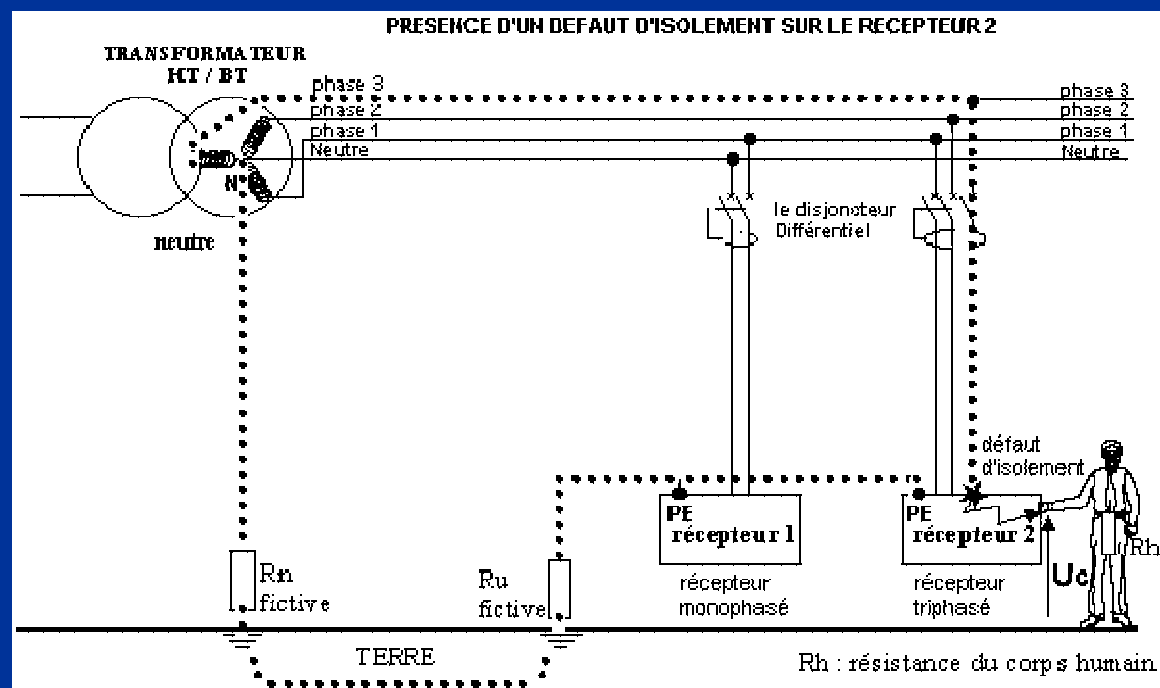 PRESENCE D'UN DEFAUT D'ISOLEMENT SUR LE RECEPTEUR 2
TRANSFORMATEUR
HT / BT
phase 3
phase 2
phase 1
Neutre
phase 3
phase 2
phase 1
Neutre
N
neutre
le disjoncteur
Différentiel
défaut
d'isolement
PE
récepteur 1
PE
récepteur 2
Rh
Uc
Rn
fictive
Ru
fictive
récepteur
monophasé
récepteur
triphasé
TERRE
Rh : résistance du corps humain